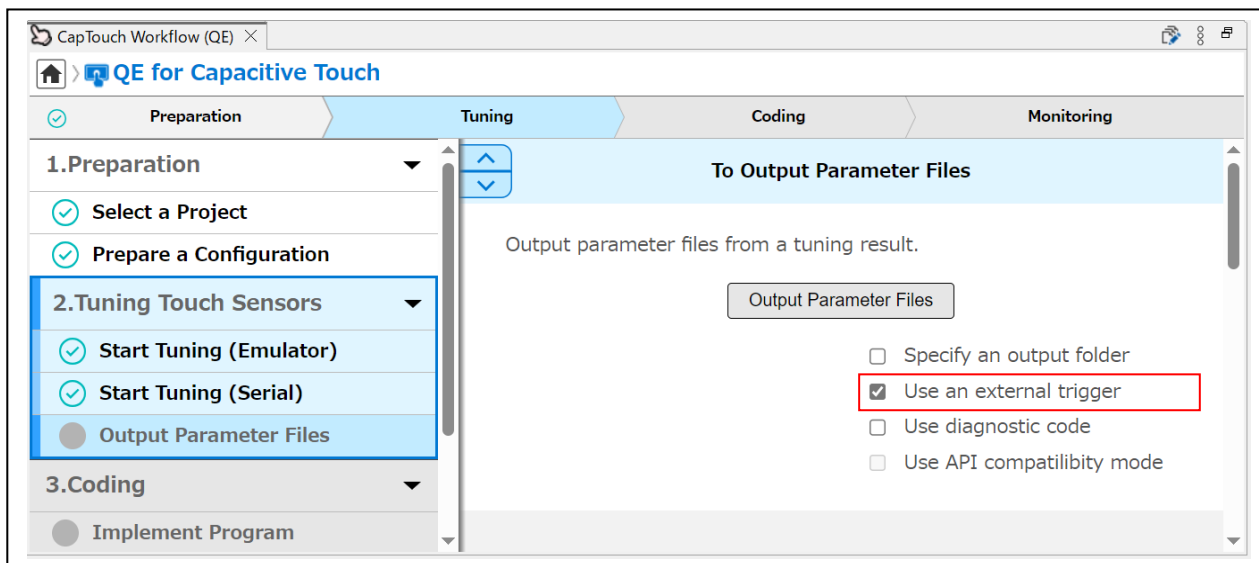 CapTouch Workflow (QE)
QE for Capacitive Touch
Preparation
Tuning
Coding
Monitoring
1.Preparation
Select a Project
Prepare a Configuration
2.Tuning Touch Sensors
Start Tuning (Emulator)
Start Tuning (Serial)
Output Parameter Files
3.Coding
Implement Program
To Output Parameter Files
Output parameter files from a tuning result.
Output Parameter Files
Specify an output folder
Use an external trigger
Use diagnostic code
Use API compatilibity mode